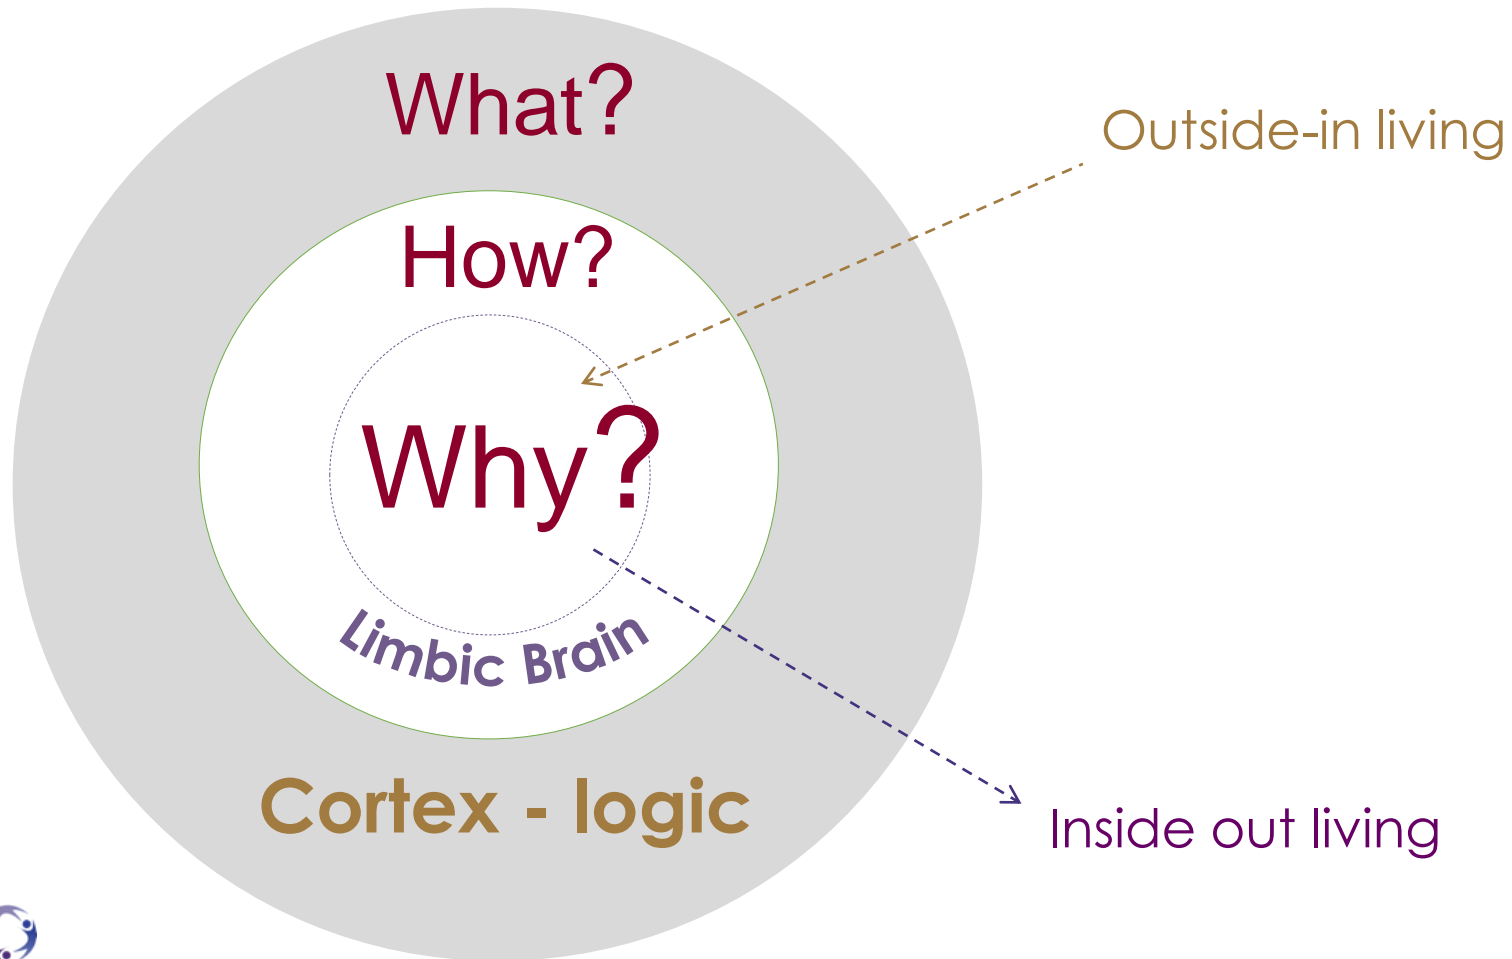 What?
Outside-in living
How?
Why?
Limbic Brain
Cortex - logic
Inside out living